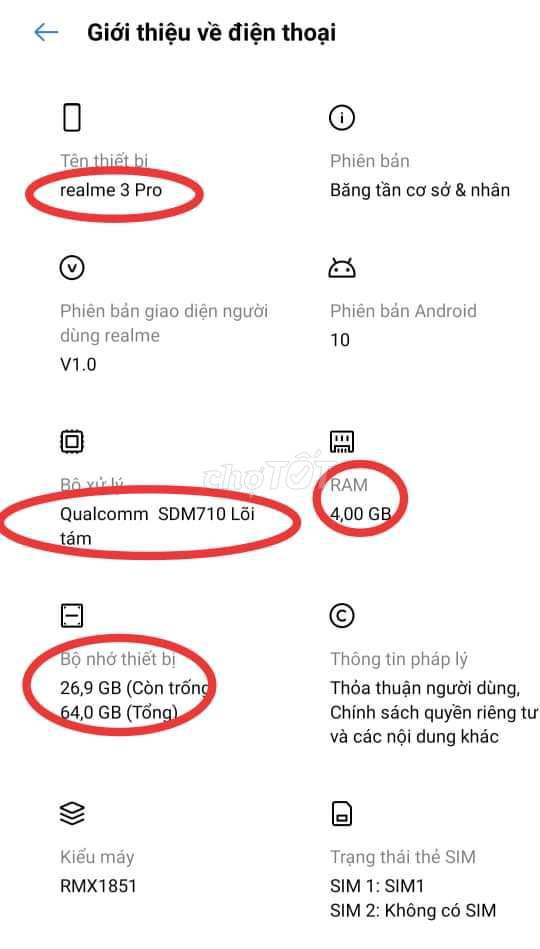 Giới thiệu về điện thoại
Tên thiết bị
realme 3 Pro
Phiên bản
Băng tần cơ sở & nhân
Phiên bản giao diện người
dùng realme
V1.0
Phiên bản Android
10
Bộ xử lý
Qualcomm SDM710 Lõi
tám
chợTỐT
RAM
4,00 GB
Bộ nhớ thiết bị
26,9 GB (Còn trống)
64,0 GB (Tổng)
Thông tin pháp lý
Thỏa thuận người dùng,
Chính sách quyền riêng tư
và các nội dung khác
Kiểu máy
RMX1851
Trạng thái thẻ SIM
SIM 1: SIM1
SIM 2: Không có SIM